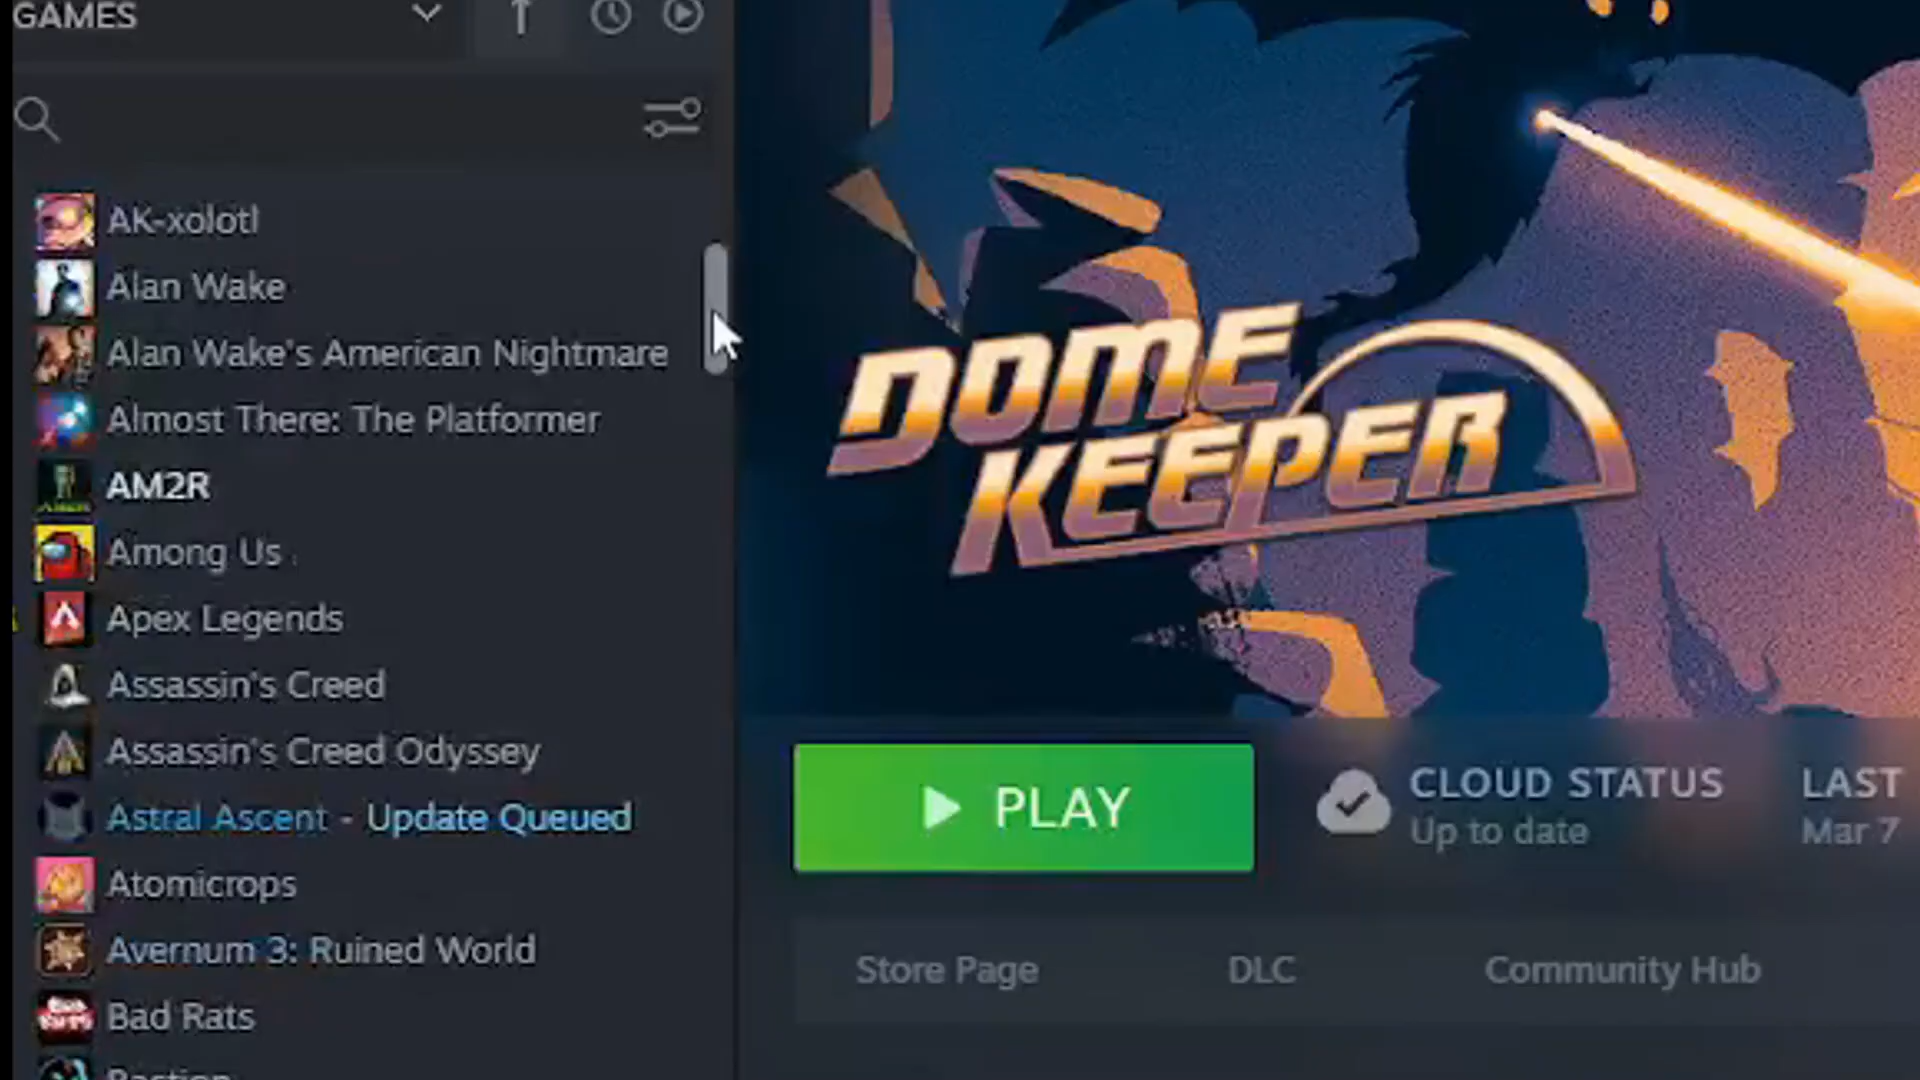 GAMES
AK-xolotl
Alan Wake
Alan Wake's American Nightmare
Almost There: The Platformer
AM2R
Among Us
Apex Legends
Assassin's Creed
Assassin's Creed Odyssey
Astral Ascent - Update Queued
Atomicrops
Avernum 3: Ruined World
Bad Rats
Bastion
DOME
KEEPER
PLAY
CLOUD STATUS
Up to date
LAST
Mar 7
Store Page
DLC
Community Hub